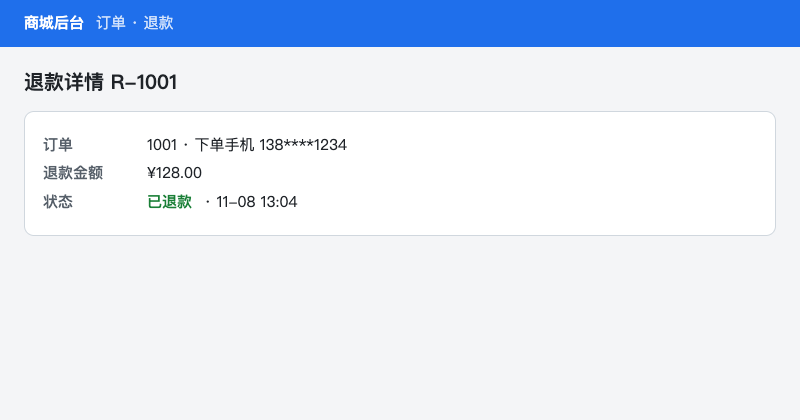 商城后台 订单 · 退款
退款详情 R-1001
订单 1001 · 下单手机 138****1234
退款金额 ¥128.00
状态 已退款 · 11-08 13:04